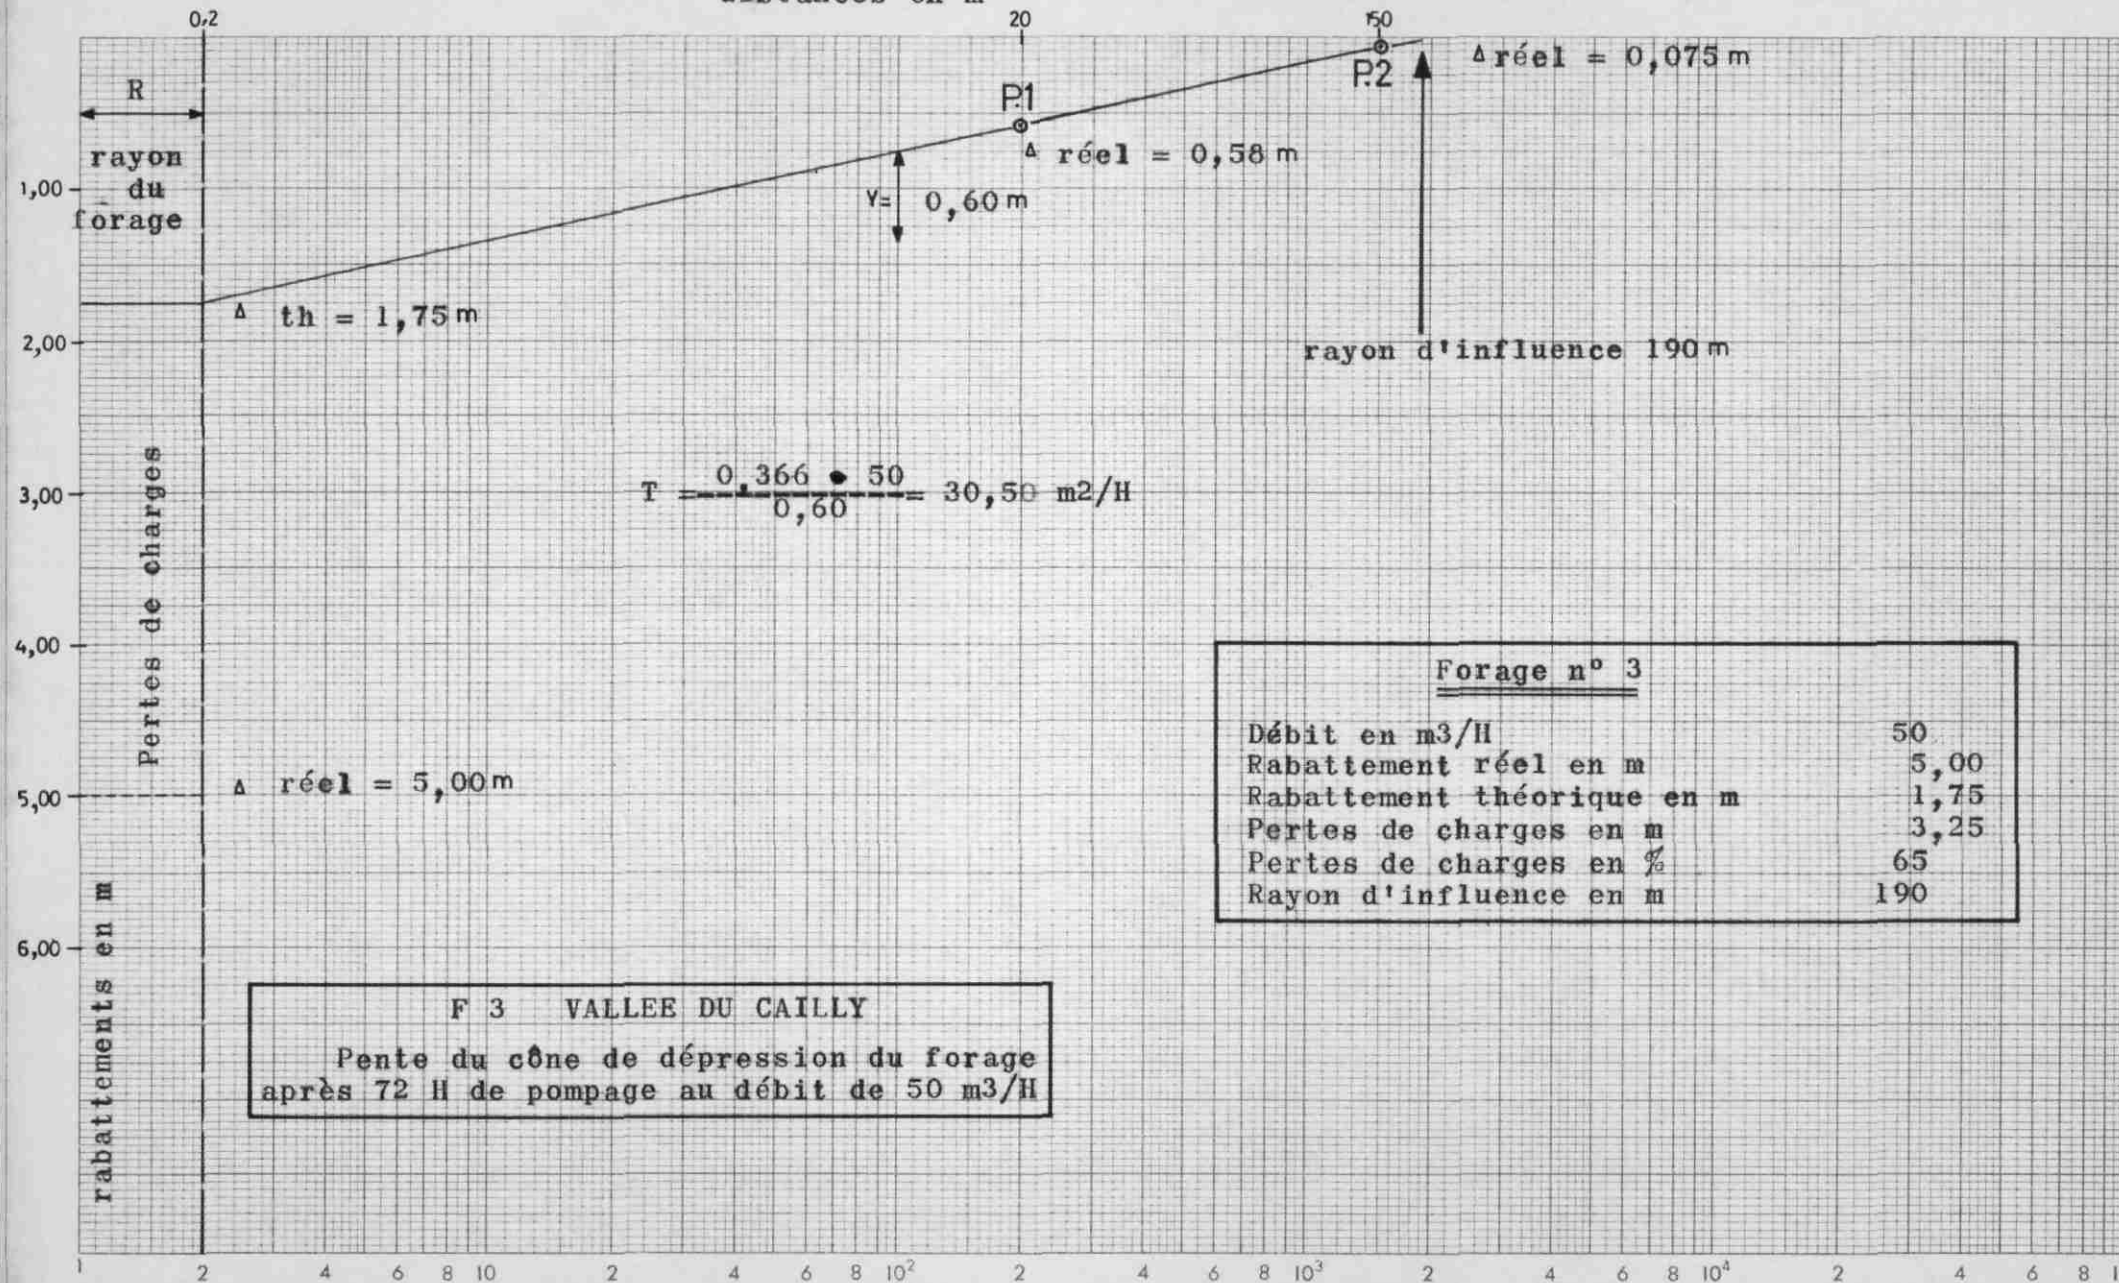 0,2 20 150
R
rayon
du
forage
P1
P2
Δ réel = 0,075 m
Δ réel = 0,58 m
Y= 0,60 m
1,00
Δ th = 1,75 m
2,00
rayon d'influence 190 m
T = 0,366 • 50 = 30,50 m2/H
0,60
3,00
Pertes de charges
4,00
Forage n° 3
Débit en m3/H 50
Rabattement réel en m 5,00
Rabattement théorique en m 1,75
Pertes de charges en m 3,25
Pertes de charges en % 65
Rayon d'influence en m 190
Δ réel = 5,00 m
5,00
6,00
rabattements en m
F 3 VALLEE DU CAILLY
Pente du cône de dépression du forage
après 72 H de pompage au débit de 50 m3/H
1 2 4 6 8 10 2 4 6 8 10² 2 4 6 8 10³ 2 4 6 8 10⁴ 2 4 6 8